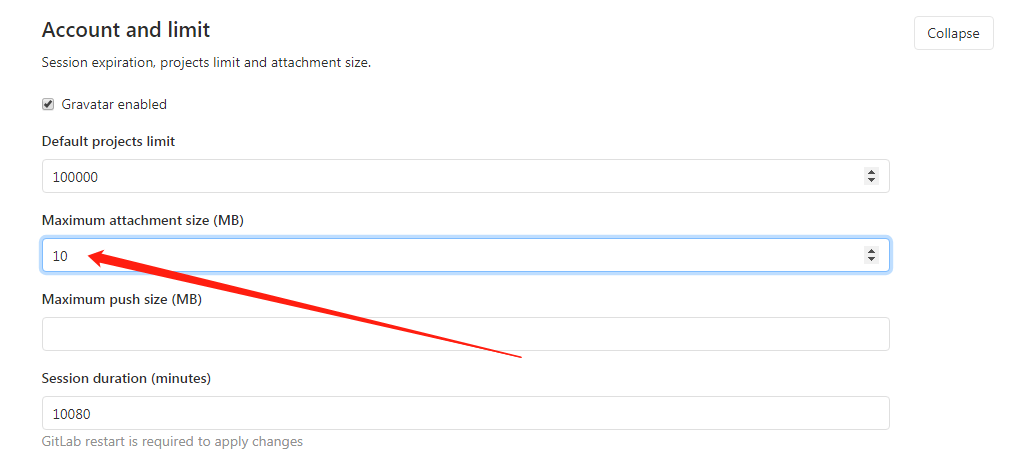 Account and limit
Collapse
Session expiration, projects limit and attachment size.
Gravatar enabled
Default projects limit
100000
Maximum attachment size (MB)
10
Maximum push size (MB)
Session duration (minutes)
10080
GitLab restart is required to apply changes